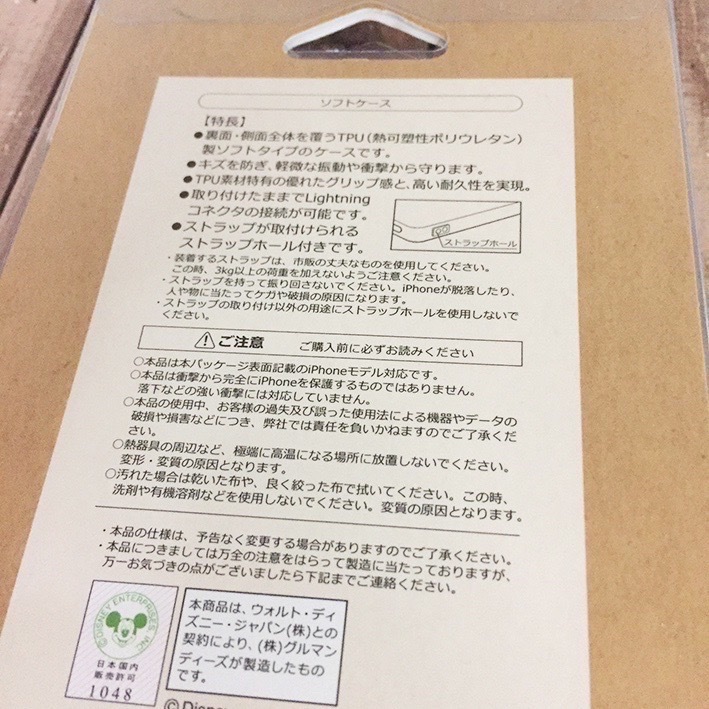 ソフトケース
【特長】
●裏面・側面全体を覆うTPU(熱可塑性ポリウレタン)
製ソフトタイプのケースです。
●キズを防ぎ、軽微な振動や衝撃から守ります。
●TPU素材特有の優れたグリップ感と、高い耐久性を実現。
●取り付けたままでLightning
コネクタの接続が可能です。
●ストラップが取付けられる
ストラップホール付きです。
ストラップホール
・装着するストラップは、市販の丈夫なものを使用してください。
この時、3kg以上の荷重を加えないようご注意ください。
・ストラップを持って振り回さないでください。iPhoneが脱落したり、
人や物に当たってケガや破損の原因になります。
・ストラップの取り付け以外の用途にストラップホールを使用しないで
ください。
⚠ご注意 ご購入前に必ずお読みください
○本品は本パッケージ表面記載のiPhoneモデル対応です。
○本品は衝撃から完全にiPhoneを保護するものではありません。
落下などの強い衝撃には対応していません。
○本品の使用中、お客様の過失及び誤った使用法による機器やデータの
破損や損害などにつき、弊社では責任を負いかねますのでご了承くだ
さい。
○熱器具の周辺など、極端に高温になる場所に放置しないでください。
変形・変質の原因となります。
○汚れた場合は乾いた布や、良く絞った布で拭いてください。この時、
洗剤や有機溶剤などを使用しないでください。変質の原因となります。
・本品の仕様は、予告なく変更する場合がありますのでご了承ください。
・本品につきましては万全の注意をはらって製造に当たっておりますが、
万一お気づきの点がございましたら下記までご連絡ください。
©DISNEY ENTERPRISES INC
日本国内
販売許可
1048
本商品は、ウォルト・ディ
ズニー・ジャパン(株)との
契約により、(株)グルマン
ディーズが製造したもの
です。
©Disney